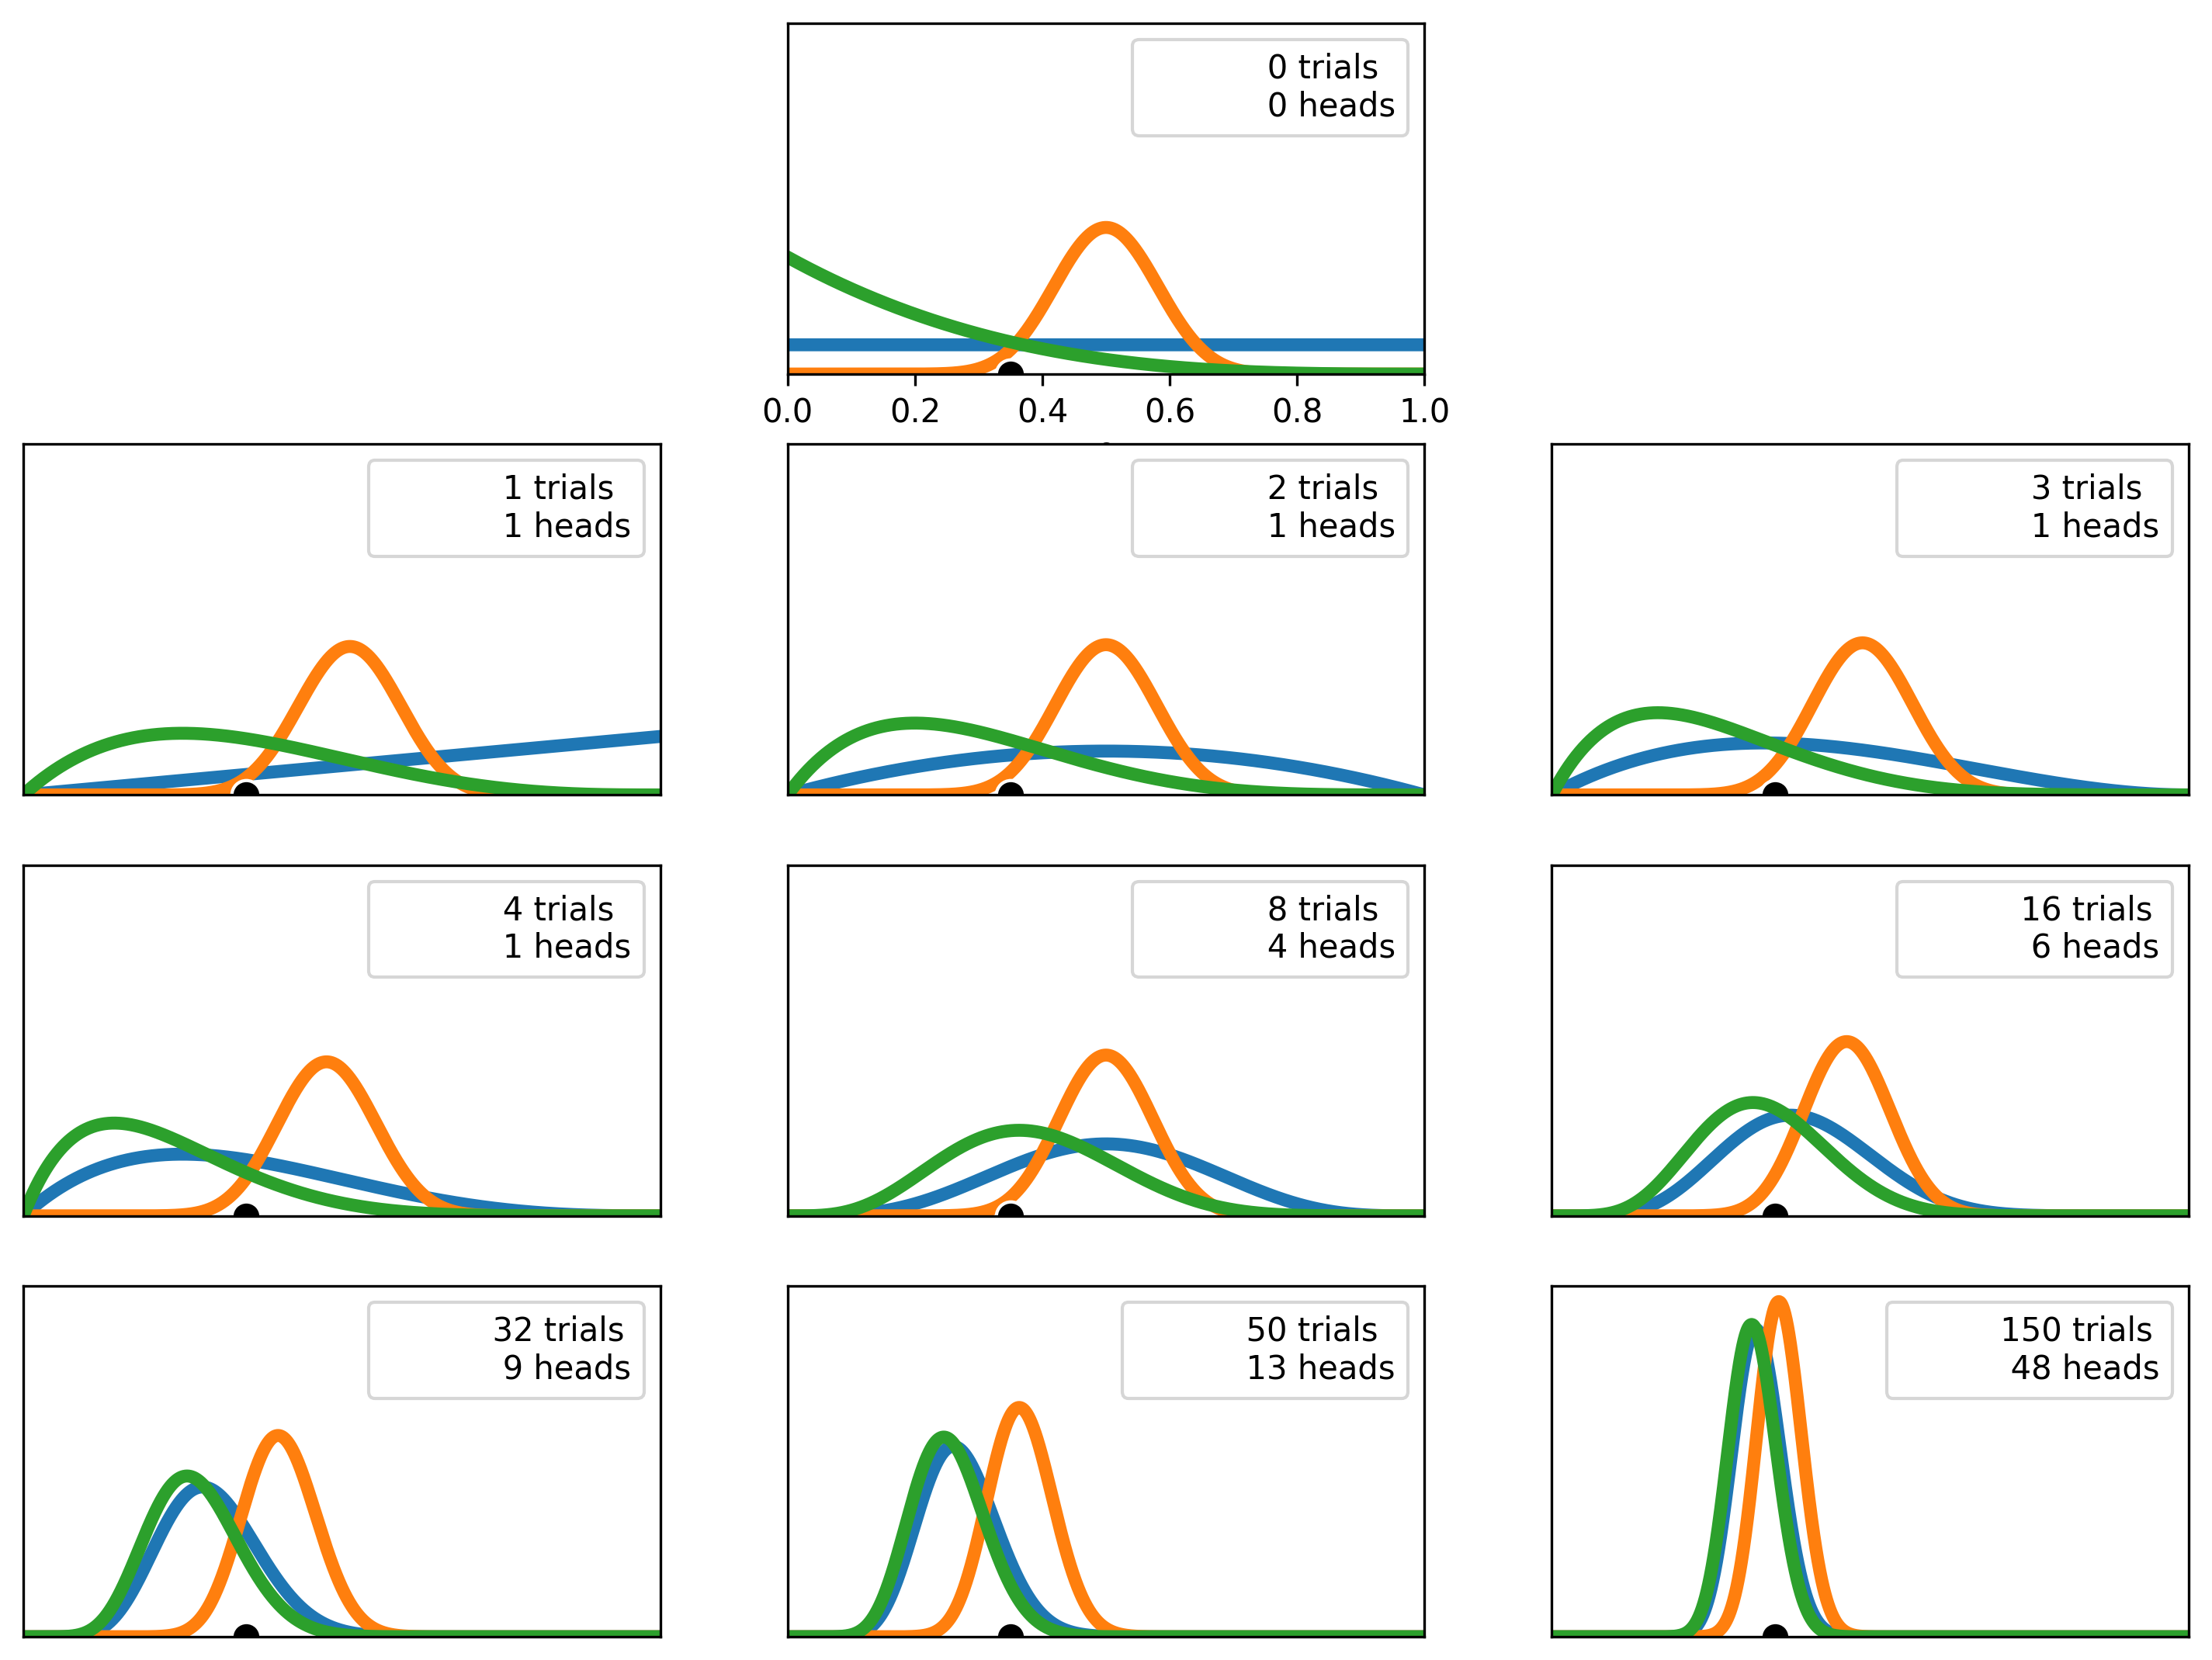 0 trials
0 heads
0.0 0.2 0.4 0.6 0.8 1.0
1 trials
1 heads
2 trials
1 heads
3 trials
1 heads
4 trials
1 heads
8 trials
4 heads
16 trials
6 heads
32 trials
9 heads
50 trials
13 heads
150 trials
48 heads